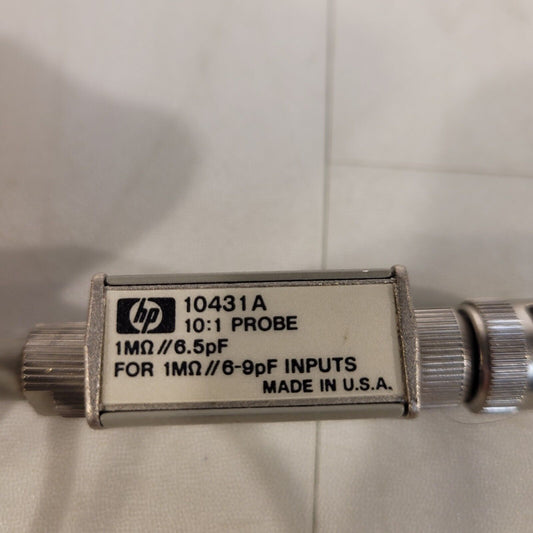 hp 10431A
10:1 PROBE
1MΩ//6.5pF
FOR 1MΩ//6-9pF INPUTS
MADE IN U.S.A.